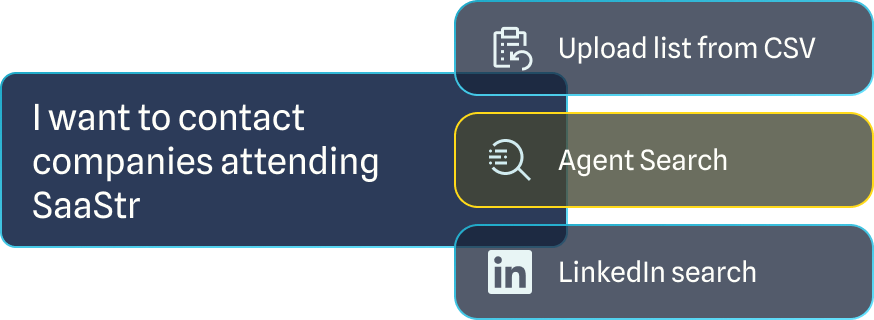 I want to contact
companies attending
SaaStr
Upload list from CSV
Agent Search
in
LinkedIn search